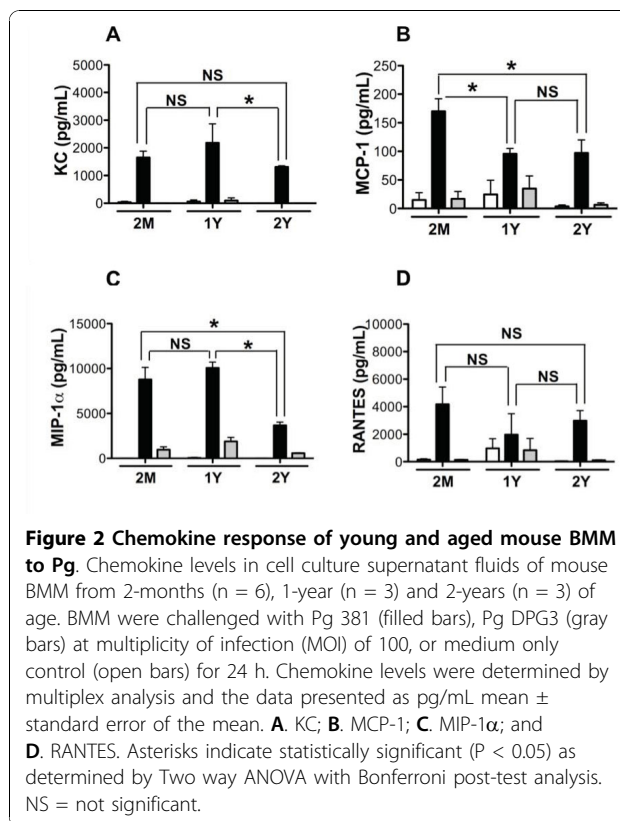 A
NS
NS
*
KC (pg/mL)
5000
4000
3000
2000
1000
0
2M 1Y 2Y
B
*
*
NS
MCP-1 (pg/mL)
250
200
150
100
50
0
2M 1Y 2Y
C
*
NS
*
MIP-1α (pg/mL)
15000
10000
5000
0
2M 1Y 2Y
D
NS
NS
NS
RANTES (pg/mL)
10000
8000
6000
4000
2000
0
2M 1Y 2Y
Figure 2 Chemokine response of young and aged mouse BMM
to Pg. Chemokine levels in cell culture supernatant fluids of mouse
BMM from 2-months (n = 6), 1-year (n = 3) and 2-years (n = 3) of
age. BMM were challenged with Pg 381 (filled bars), Pg DPG3 (gray
bars) at multiplicity of infection (MOI) of 100, or medium only
control (open bars) for 24 h. Chemokine levels were determined by
multiplex analysis and the data presented as pg/mL mean ±
standard error of the mean. A. KC; B. MCP-1; C. MIP-1α; and
D. RANTES. Asterisks indicate statistically significant (P < 0.05) as
determined by Two way ANOVA with Bonferroni post-test analysis.
NS = not significant.